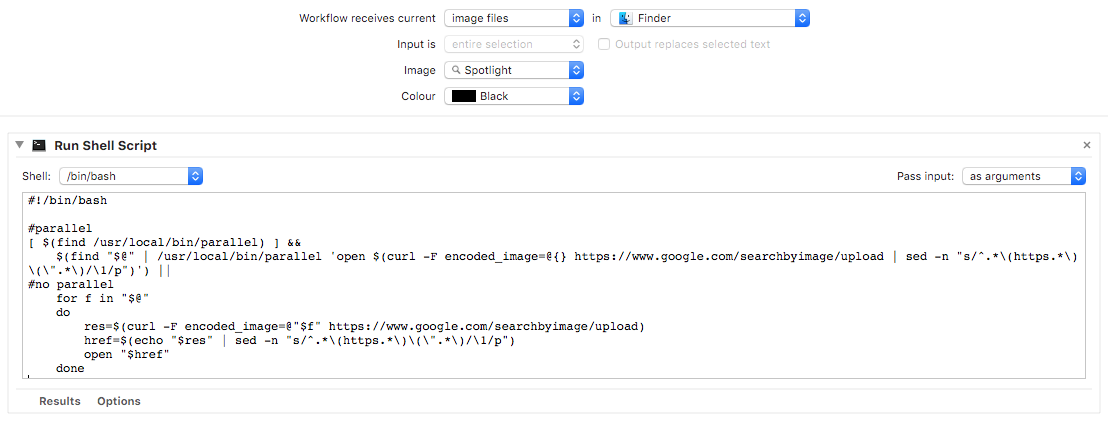 Workflow receives current image files in Finder
Input is entire selection Output replaces selected text
Image Spotlight
Colour Black
Run Shell Script
Shell: /bin/bash Pass input: as arguments
#!/bin/bash
#parallel
[ $(find /usr/local/bin/parallel) ] &&
$(find "$@" | /usr/local/bin/parallel 'open $(curl -F encoded_image=@{} https://www.google.com/searchbyimage/upload | sed -n "s/^.*\(https.*\)
\(\".*\)/\1/p")') ||
#no parallel
for f in "$@"
do
res=$(curl -F encoded_image=@"$f" https://www.google.com/searchbyimage/upload)
href=$(echo "$res" | sed -n "s/^.*\(https.*\)\(\".*\)/\1/p")
open "$href"
done
Results Options